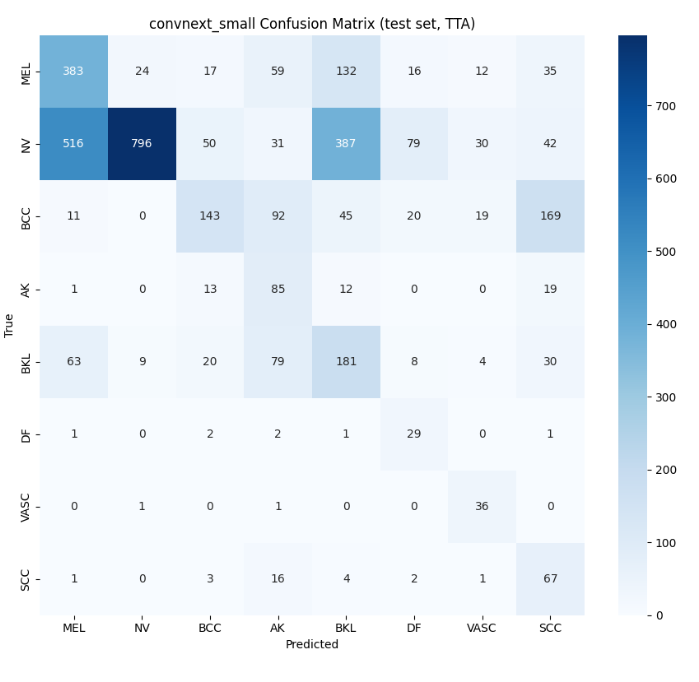 convnext_small Confusion Matrix (test set, TTA)
MEL 383 24 17 59 132 16 12 35
NV 516 796 50 31 387 79 30 42
BCC 11 0 143 92 45 20 19 169
AK 1 0 13 85 12 0 0 19
BKL 63 9 20 79 181 8 4 30
DF 1 0 2 2 1 29 0 1
VASC 0 1 0 1 0 0 36 0
SCC 1 0 3 16 4 2 1 67
MEL NV BCC AK BKL DF VASC SCC
Predicted
True
700
600
500
400
300
200
100
0